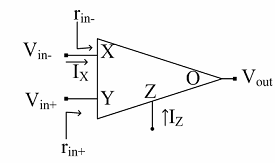 r_in-
V_in-
X
I_X
Z
O
V_out
V_in+
Y
I_Z
r_in+